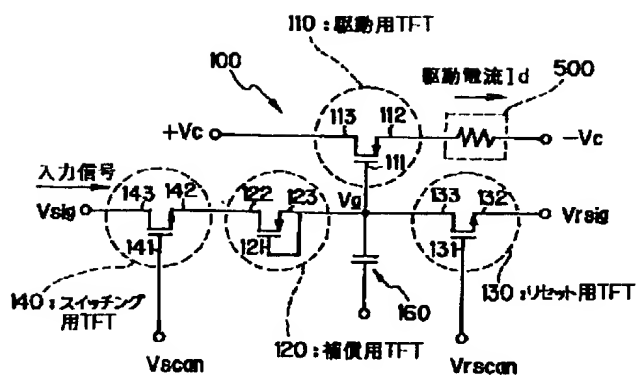 110:駆動用TFT
100
駆動電流Id
500
113
112
+Vc
-Vc
111
入力信号
Vsig
143
142
122
123
Vg
133
132
Vrsig
141
121
131
160
140:スイッチング
用TFT
130:リセット用TFT
120:補償用TFT
Vscan
Vrscan